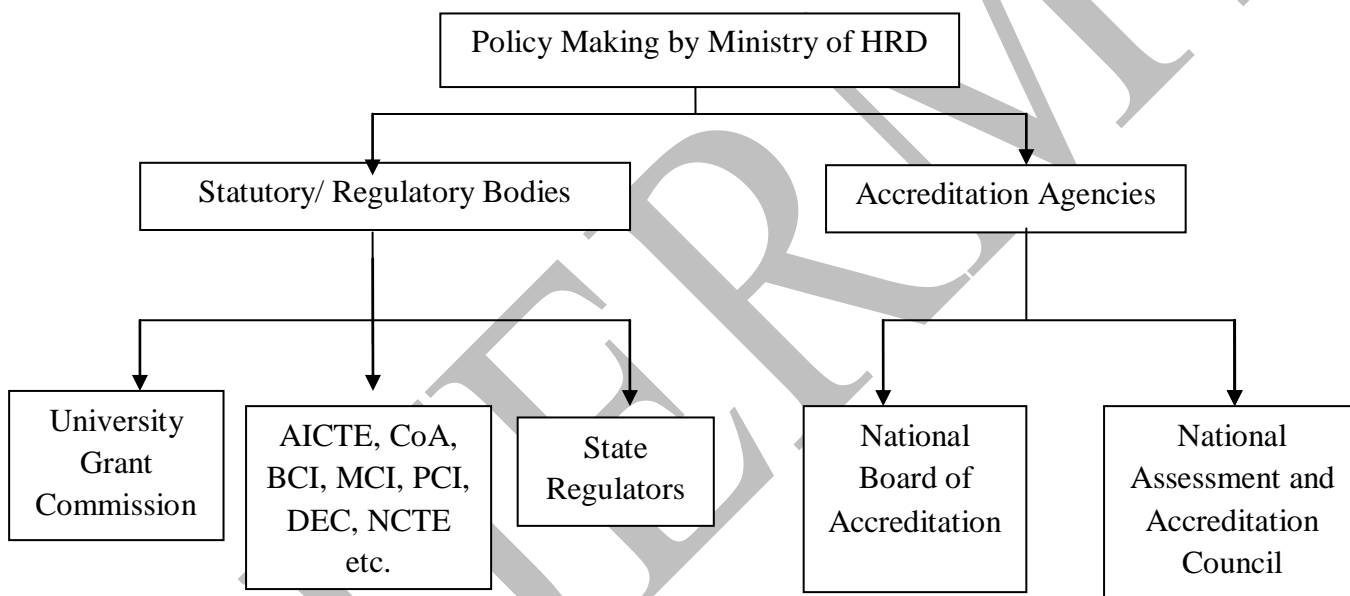 Policy Making by Ministry of HRD
Statutory/ Regulatory Bodies
Accreditation Agencies
University
Grant
Commission
AICTE, CoA,
BCI, MCI, PCI,
DEC, NCTE
etc.
State
Regulators
National
Board of
Accreditation
National
Assessment and
Accreditation
Council